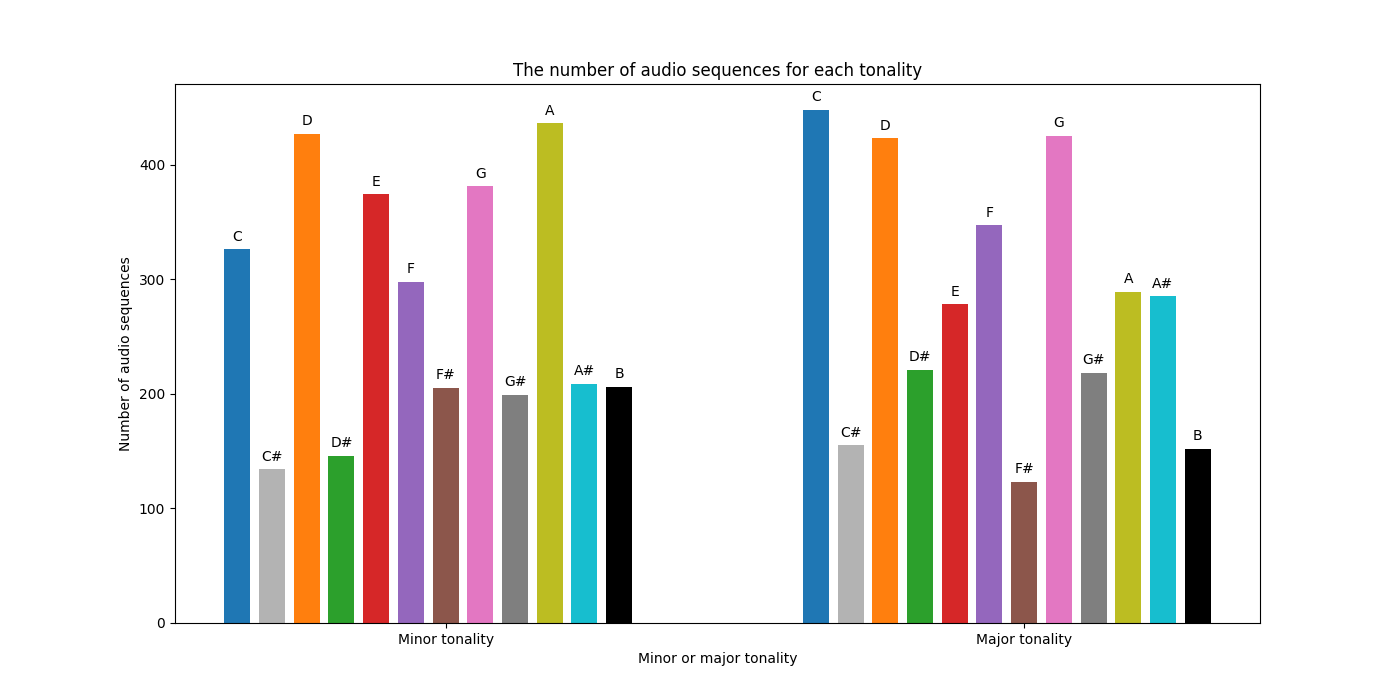 The number of audio sequences for each tonality
Number of audio sequences
400
300
200
100
0
C
C#
D
D#
E
F
F#
G
G#
A
A#
B
C
C#
D
D#
E
F
F#
G
G#
A
A#
B
Minor tonality
Major tonality
Minor or major tonality